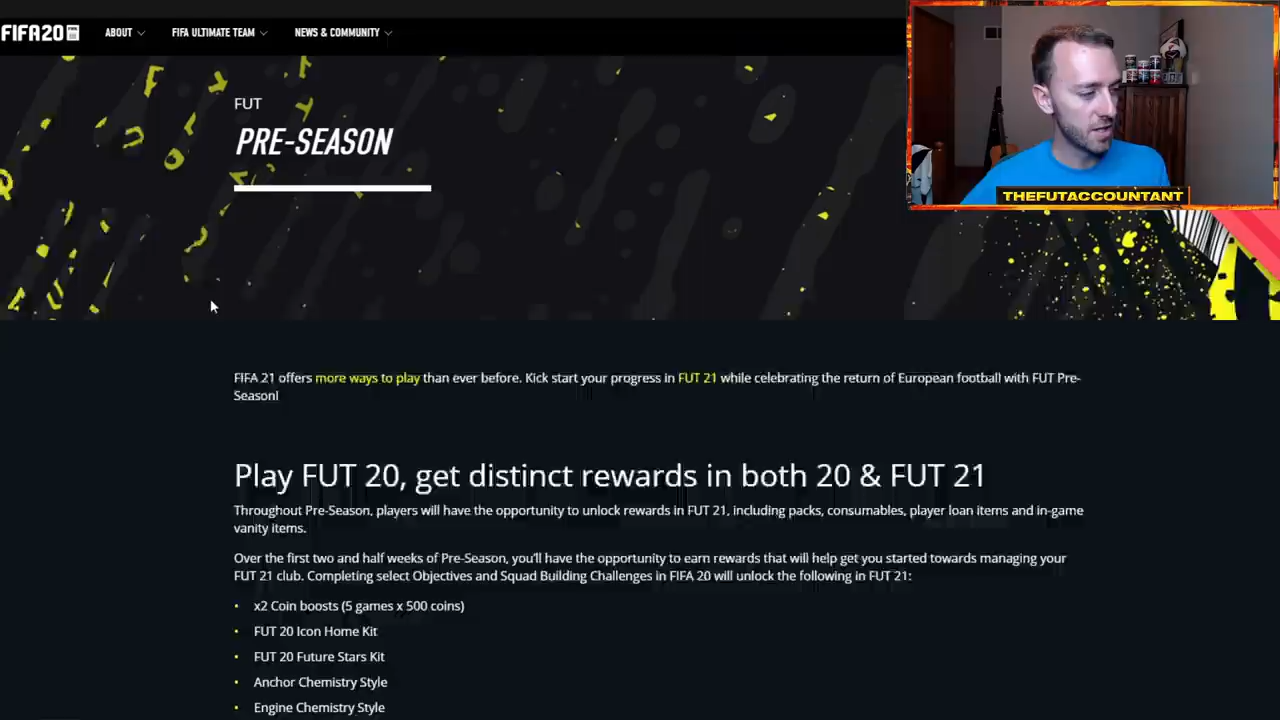 FIFA20
ABOUT
FIFA ULTIMATE TEAM
NEWS & COMMUNITY
THEFUTACCOUNTANT
FUT
PRE-SEASON
FIFA 21 offers more ways to play than ever before. Kick start your progress in FUT 21 while celebrating the return of European football with FUT Pre-
Season!
Play FUT 20, get distinct rewards in both 20 & FUT 21
Throughout Pre-Season, players will have the opportunity to unlock rewards in FUT 21, including packs, consumables, player loan items and in-game
vanity items.
Over the first two and half weeks of Pre-Season, you'll have the opportunity to earn rewards that will help get you started towards managing your
FUT 21 club. Completing select Objectives and Squad Building Challenges in FIFA 20 will unlock the following in FUT 21:
• x2 Coin boosts (5 games x 500 coins)
• FUT 20 Icon Home Kit
• FUT 20 Future Stars Kit
• Anchor Chemistry Style
• Engine Chemistry Style